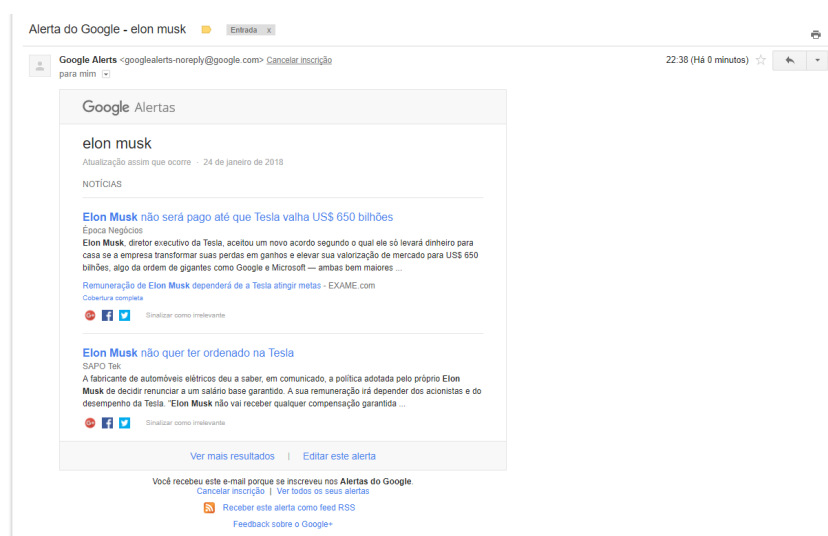 Alerta do Google - elon musk
Entrada x
Google Alerts <googlealerts-noreply@google.com> Cancelar inscrição
22:38 (Há 0 minutos)
para mim
Google Alertas
elon musk
Atualização assim que ocorre · 24 de janeiro de 2018
NOTÍCIAS
Elon Musk não será pago até que Tesla valha US$ 650 bilhões
Época Negócios
Elon Musk, diretor executivo da Tesla, aceitou um novo acordo segundo o qual ele só levará dinheiro para
casa se a empresa transformar suas perdas em ganhos e elevar sua valorização de mercado para US$ 650
bilhões, algo da ordem de gigantes como Google e Microsoft — ambas bem maiores ...
Remuneração de Elon Musk dependerá de a Tesla atingir metas - EXAME.com
Cobertura completa
G+ f Sinalizar como irrelevante
Elon Musk não quer ter ordenado na Tesla
SAPO Tek
A fabricante de automóveis elétricos deu a saber, em comunicado, a política adotada pelo próprio Elon
Musk de decidir renunciar a um salário base garantido. A sua remuneração irá depender dos acionistas e do
desempenho da Tesla. "Elon Musk não vai receber qualquer compensação garantida ...
G+ f Sinalizar como irrelevante
Ver mais resultados | Editar este alerta
Você recebeu este e-mail porque se inscreveu nos Alertas do Google.
Cancelar inscrição | Ver todos os seus alertas
Receber este alerta como feed RSS
Feedback sobre o Google+